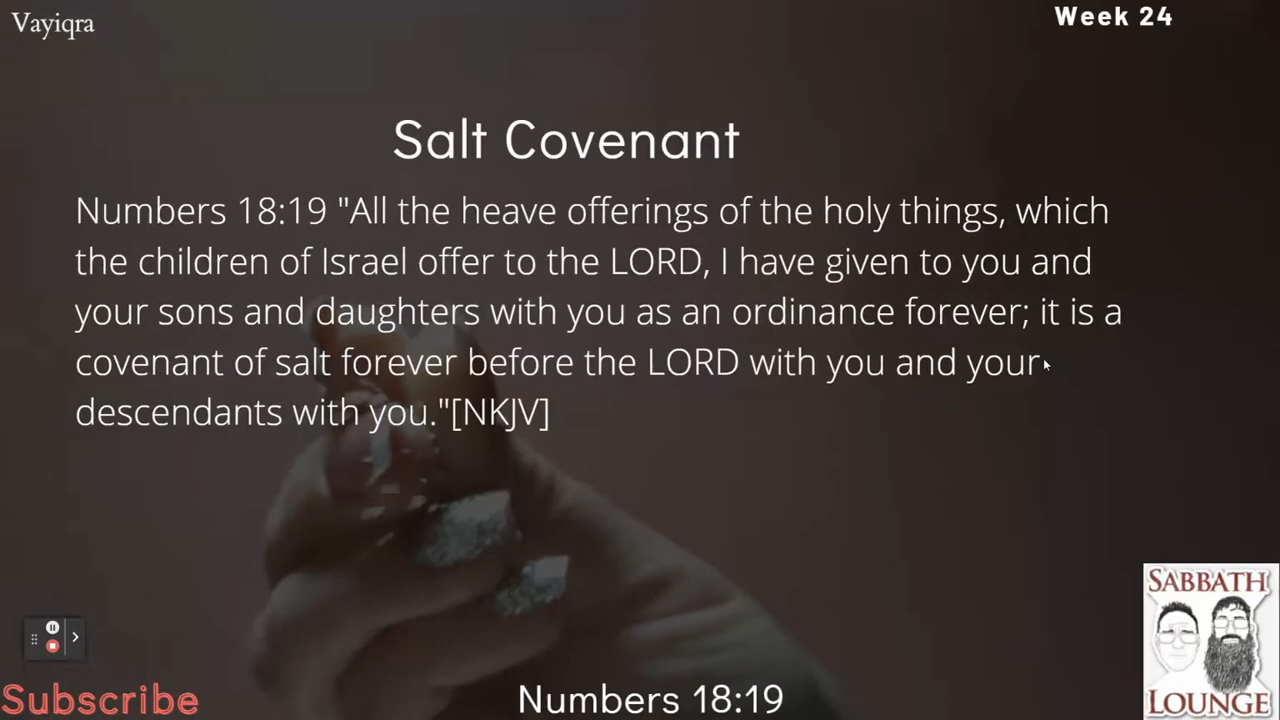 Vayiqra
Week 24
Salt Covenant
Numbers 18:19 "All the heave offerings of the holy things, which
the children of Israel offer to the LORD, I have given to you and
your sons and daughters with you as an ordinance forever; it is a
covenant of salt forever before the LORD with you and your
descendants with you."[NKJV]
SABBATH
LOUNGE
Subscribe
Numbers 18:19